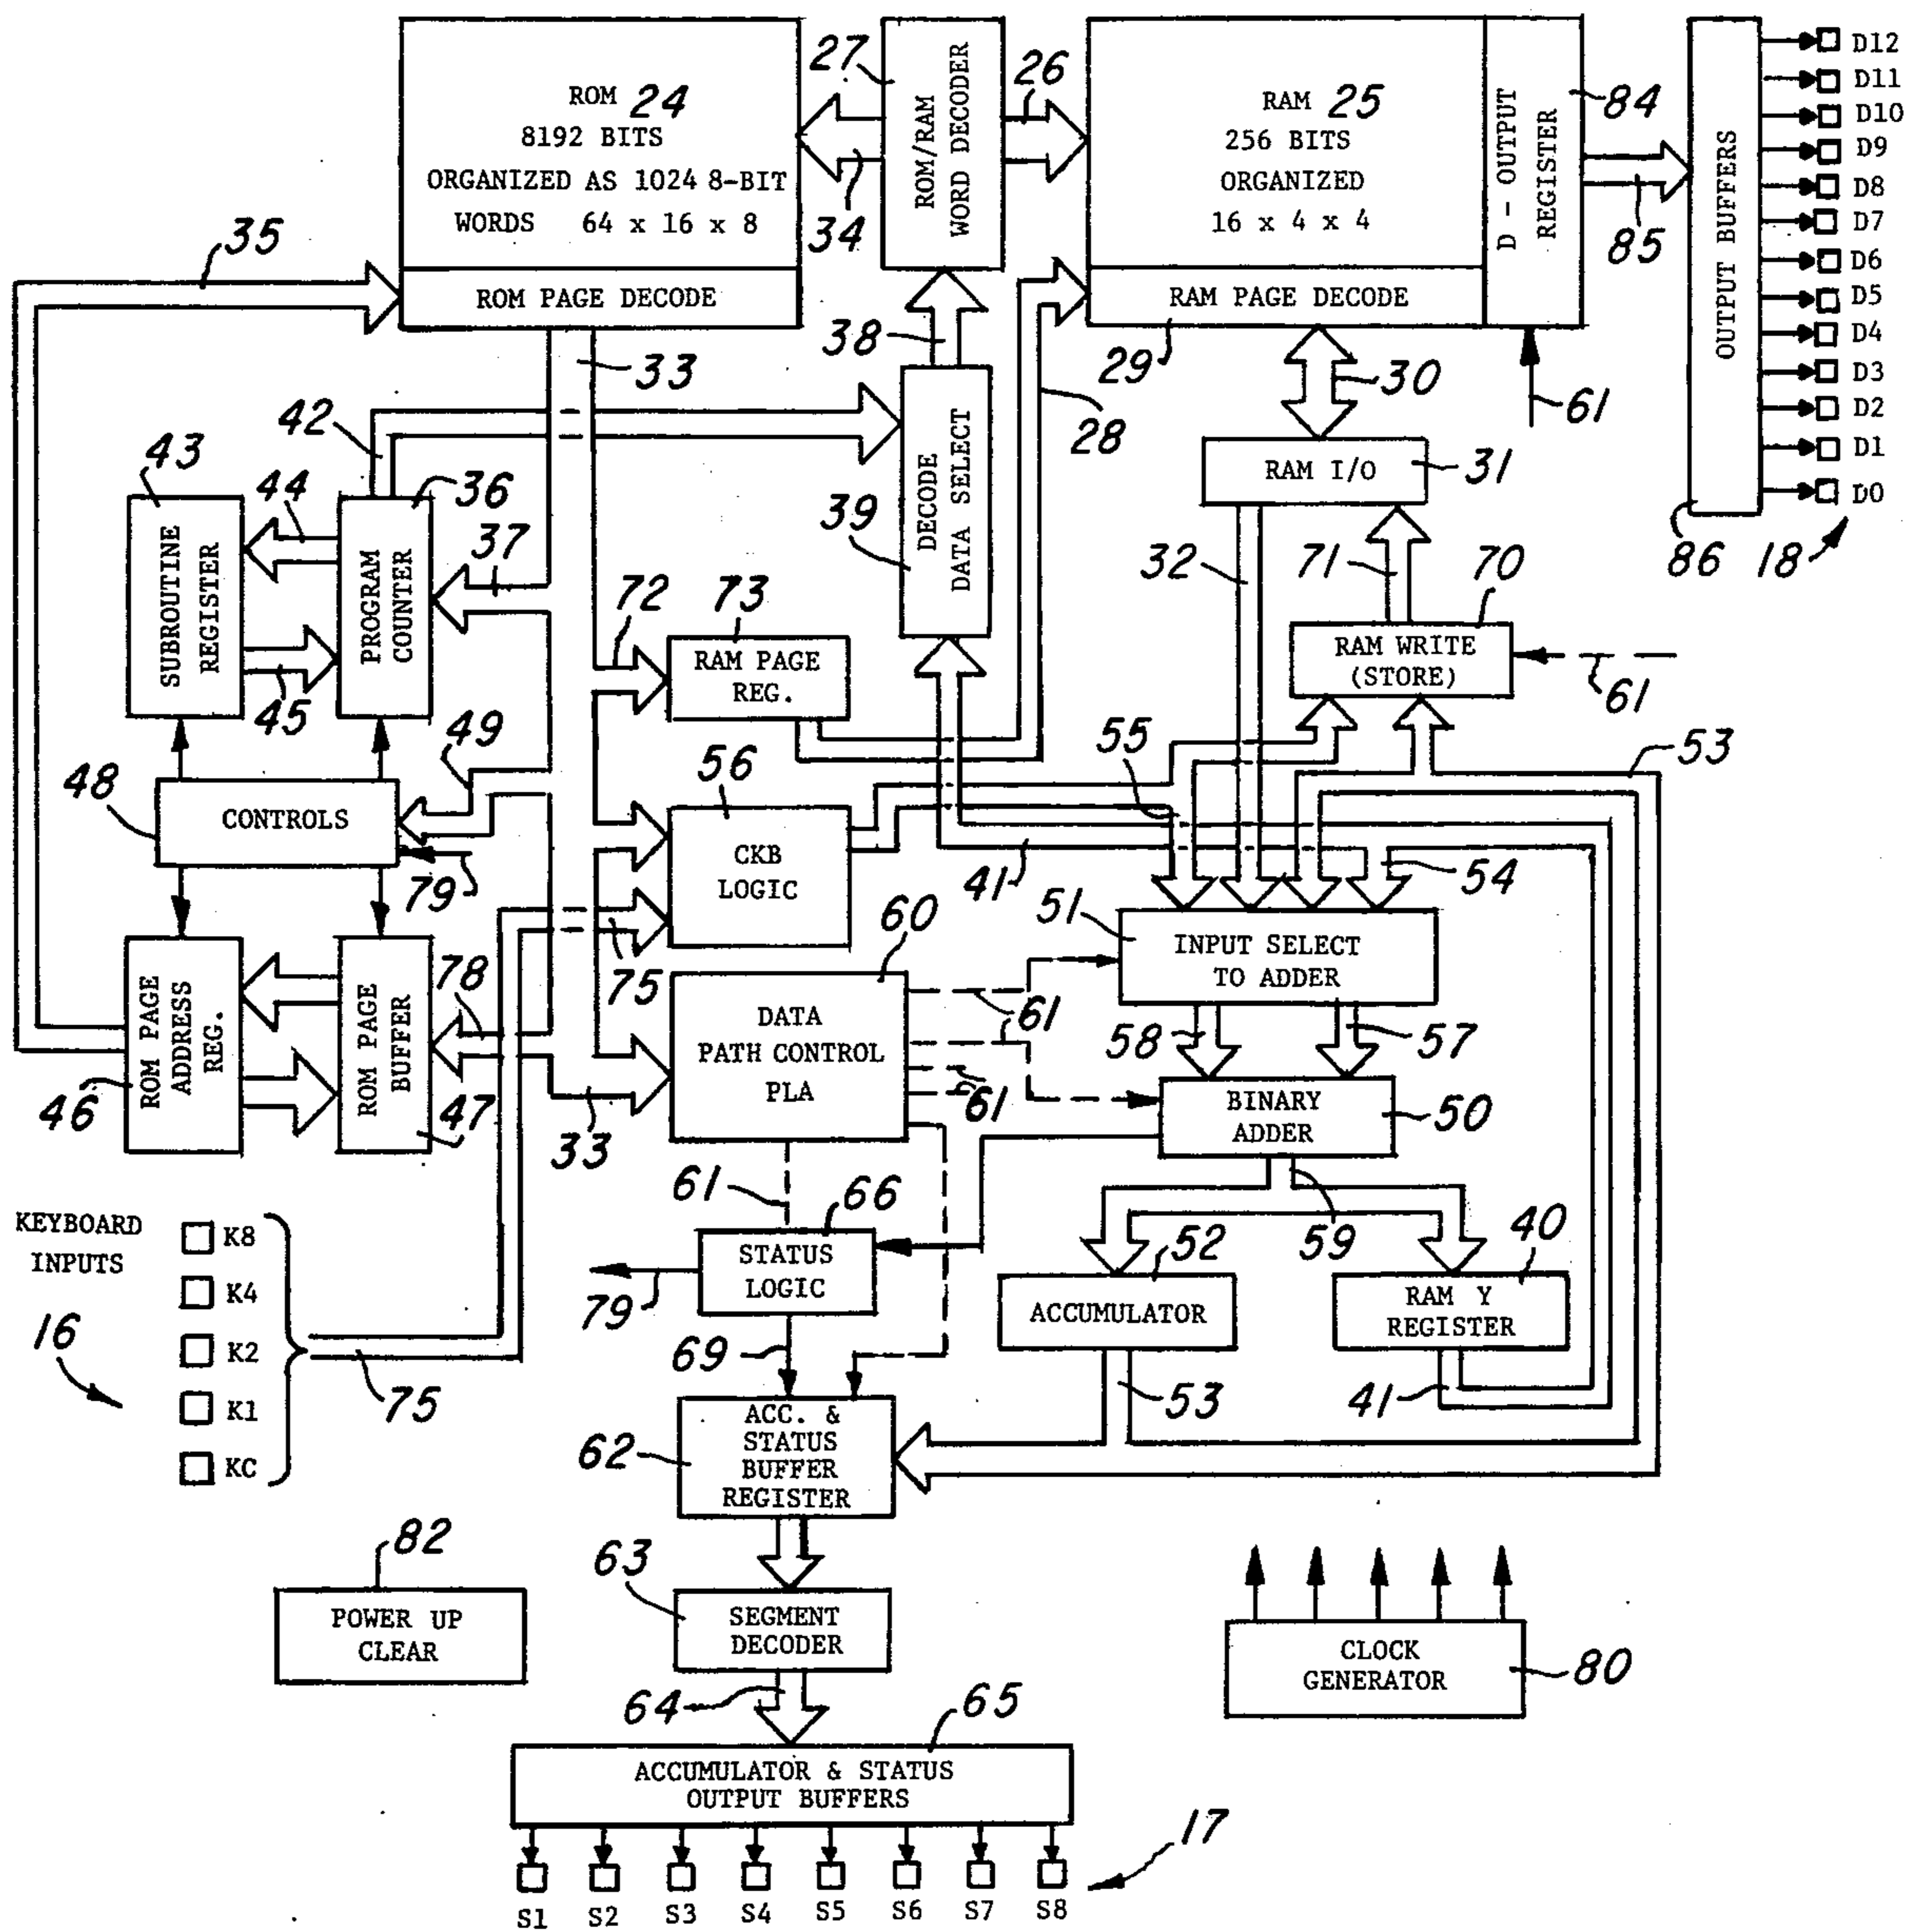 ROM 24
8192 BITS
ORGANIZED AS 1024 8-BIT
WORDS 64 x 16 x 8
ROM PAGE DECODE
27
ROM/RAM
WORD DECODER
26
34
RAM 25
256 BITS
ORGANIZED
16 x 4 x 4
RAM PAGE DECODE
D - OUTPUT
REGISTER
84
85
OUTPUT BUFFERS
86
D12
D11
D10
D9
D8
D7
D6
D5
D4
D3
D2
D1
D0
18
35
33
38
29
30
28
61
42
43
44
36
37
SUBROUTINE
REGISTER
PROGRAM
COUNTER
45
39
DECODE
DATA SELECT
RAM I/O
31
32
71
70
72
73
RAM PAGE
REG.
RAM WRITE
(STORE)
61
49
48
CONTROLS
79
56
CKB
LOGIC
55
53
41
54
51
INPUT SELECT
TO ADDER
60
75
78
46
ROM PAGE
ADDRESS
REG.
ROM PAGE
BUFFER
47
33
DATA
PATH CONTROL
PLA
61
61
58
57
BINARY
ADDER
50
61
66
59
STATUS
LOGIC
79
69
52
ACCUMULATOR
40
RAM Y
REGISTER
53
41
KEYBOARD
INPUTS
16
K8
K4
K2
K1
KC
75
62
ACC. &
STATUS
BUFFER
REGISTER
82
POWER UP
CLEAR
63
SEGMENT
DECODER
64
65
CLOCK
GENERATOR
80
ACCUMULATOR & STATUS
OUTPUT BUFFERS
17
S1 S2 S3 S4 S5 S6 S7 S8